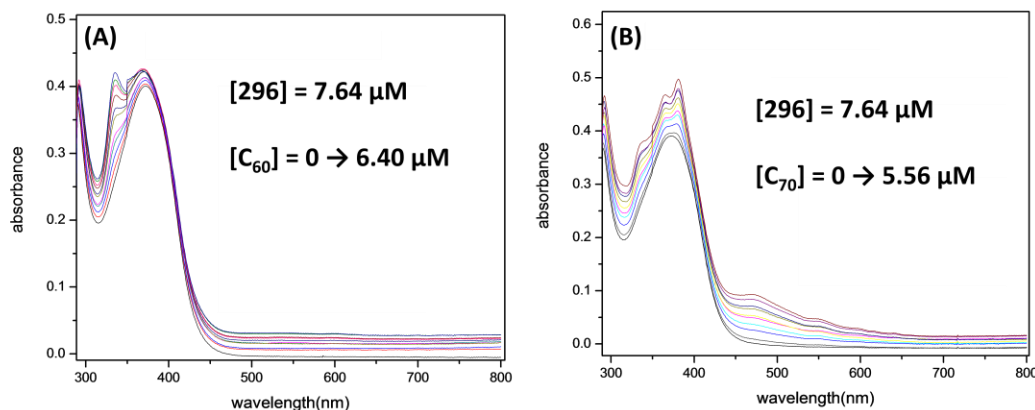 (A)
[296] = 7.64 µM
[C₆₀] = 0 → 6.40 µM
absorbance
0.5
0.4
0.3
0.2
0.1
0.0
300 400 500 600 700 800
wavelength(nm)
(B)
[296] = 7.64 µM
[C₇₀] = 0 → 5.56 µM
absorbance
0.6
0.5
0.4
0.3
0.2
0.1
0.0
300 400 500 600 700 800
wavelength(nm)